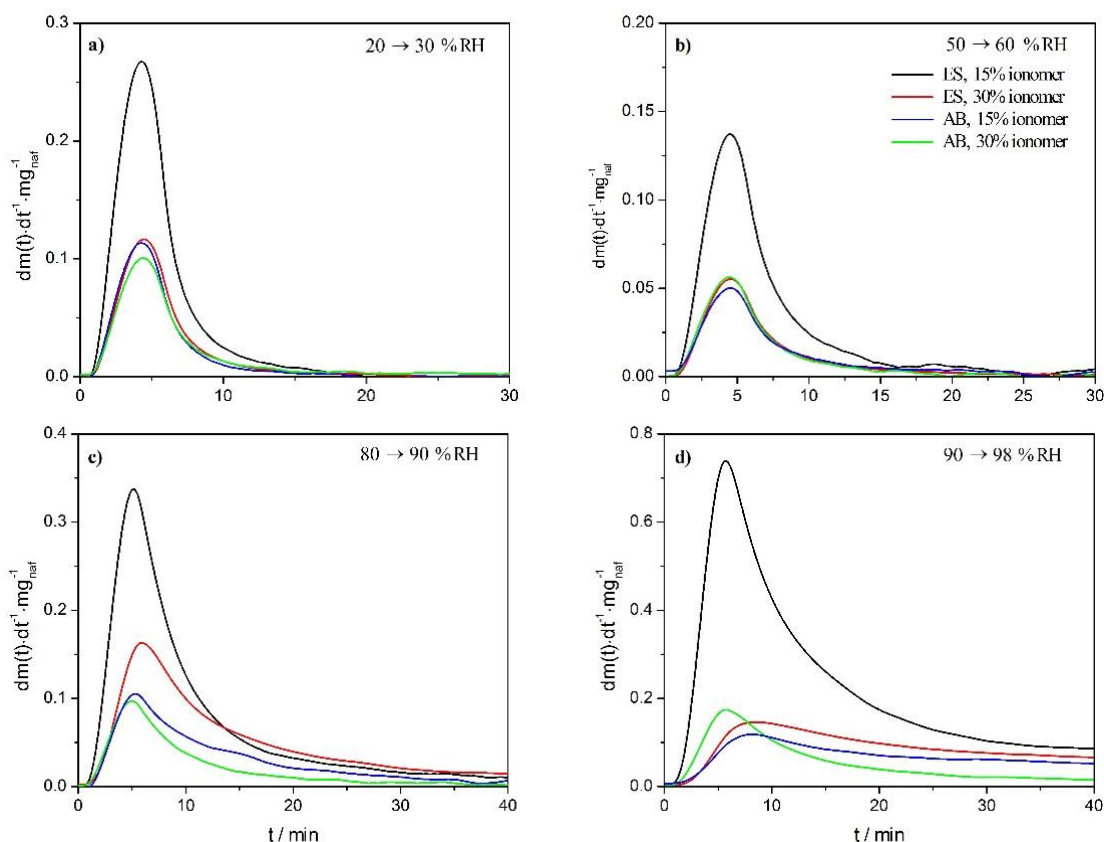 a)
20 → 30 %RH
0.3
0.2
0.1
0.0
dm(t)·dt⁻¹·mg⁻¹naf
0 10 20 30
b)
50 → 60 %RH
ES, 15% ionomer
ES, 30% ionomer
AB, 15% ionomer
AB, 30% ionomer
0.20
0.15
0.10
0.05
0.00
dm(t)·dt⁻¹·mg⁻¹naf
0 5 10 15 20 25 30
c)
80 → 90 %RH
0.4
0.3
0.2
0.1
0.0
dm(t)·dt⁻¹·mg⁻¹naf
0 10 20 30 40
t / min
d)
90 → 98 %RH
0.8
0.6
0.4
0.2
0.0
dm(t)·dt⁻¹·mg⁻¹naf
0 10 20 30 40
t / min